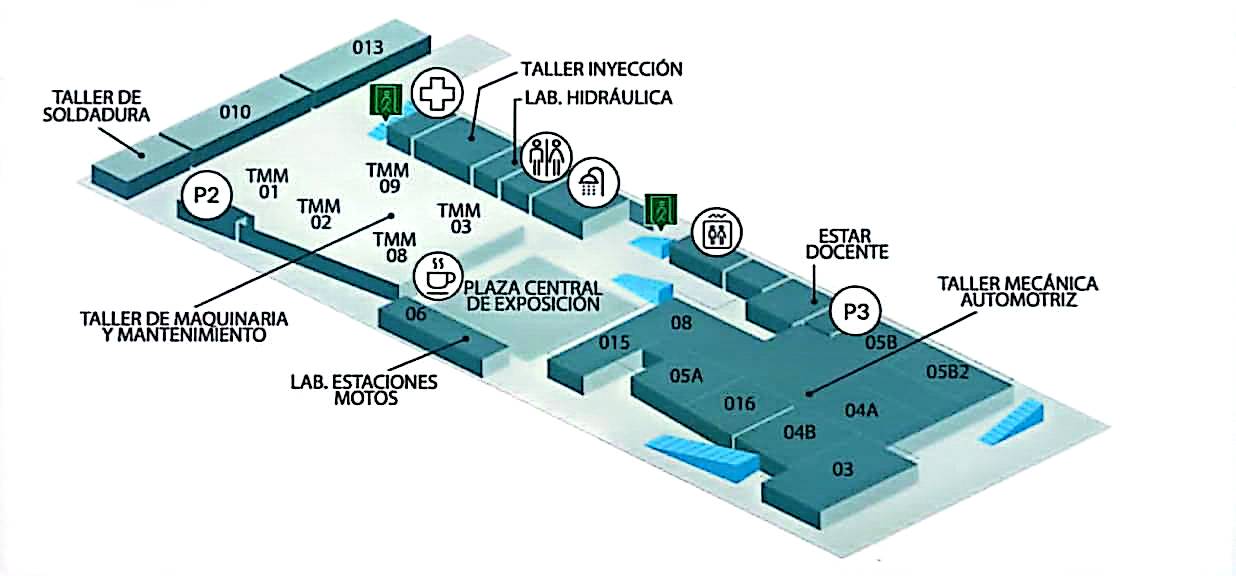 013
TALLER INYECCIÓN
LAB. HIDRÁULICA
TALLER DE
SOLDADURA
010
TMM
01
TMM
09
P2
TMM
02
TMM
03
TMM
08
ESTAR
DOCENTE
TALLER MECÁNICA
AUTOMOTRIZ
PLAZA CENTRAL
DE EXPOSICIÓN
P3
TALLER DE MAQUINARIA
Y MANTENIMIENTO
06
08
015
05B
05B2
LAB. ESTACIONES
MOTOS
05A
016
04A
04B
03